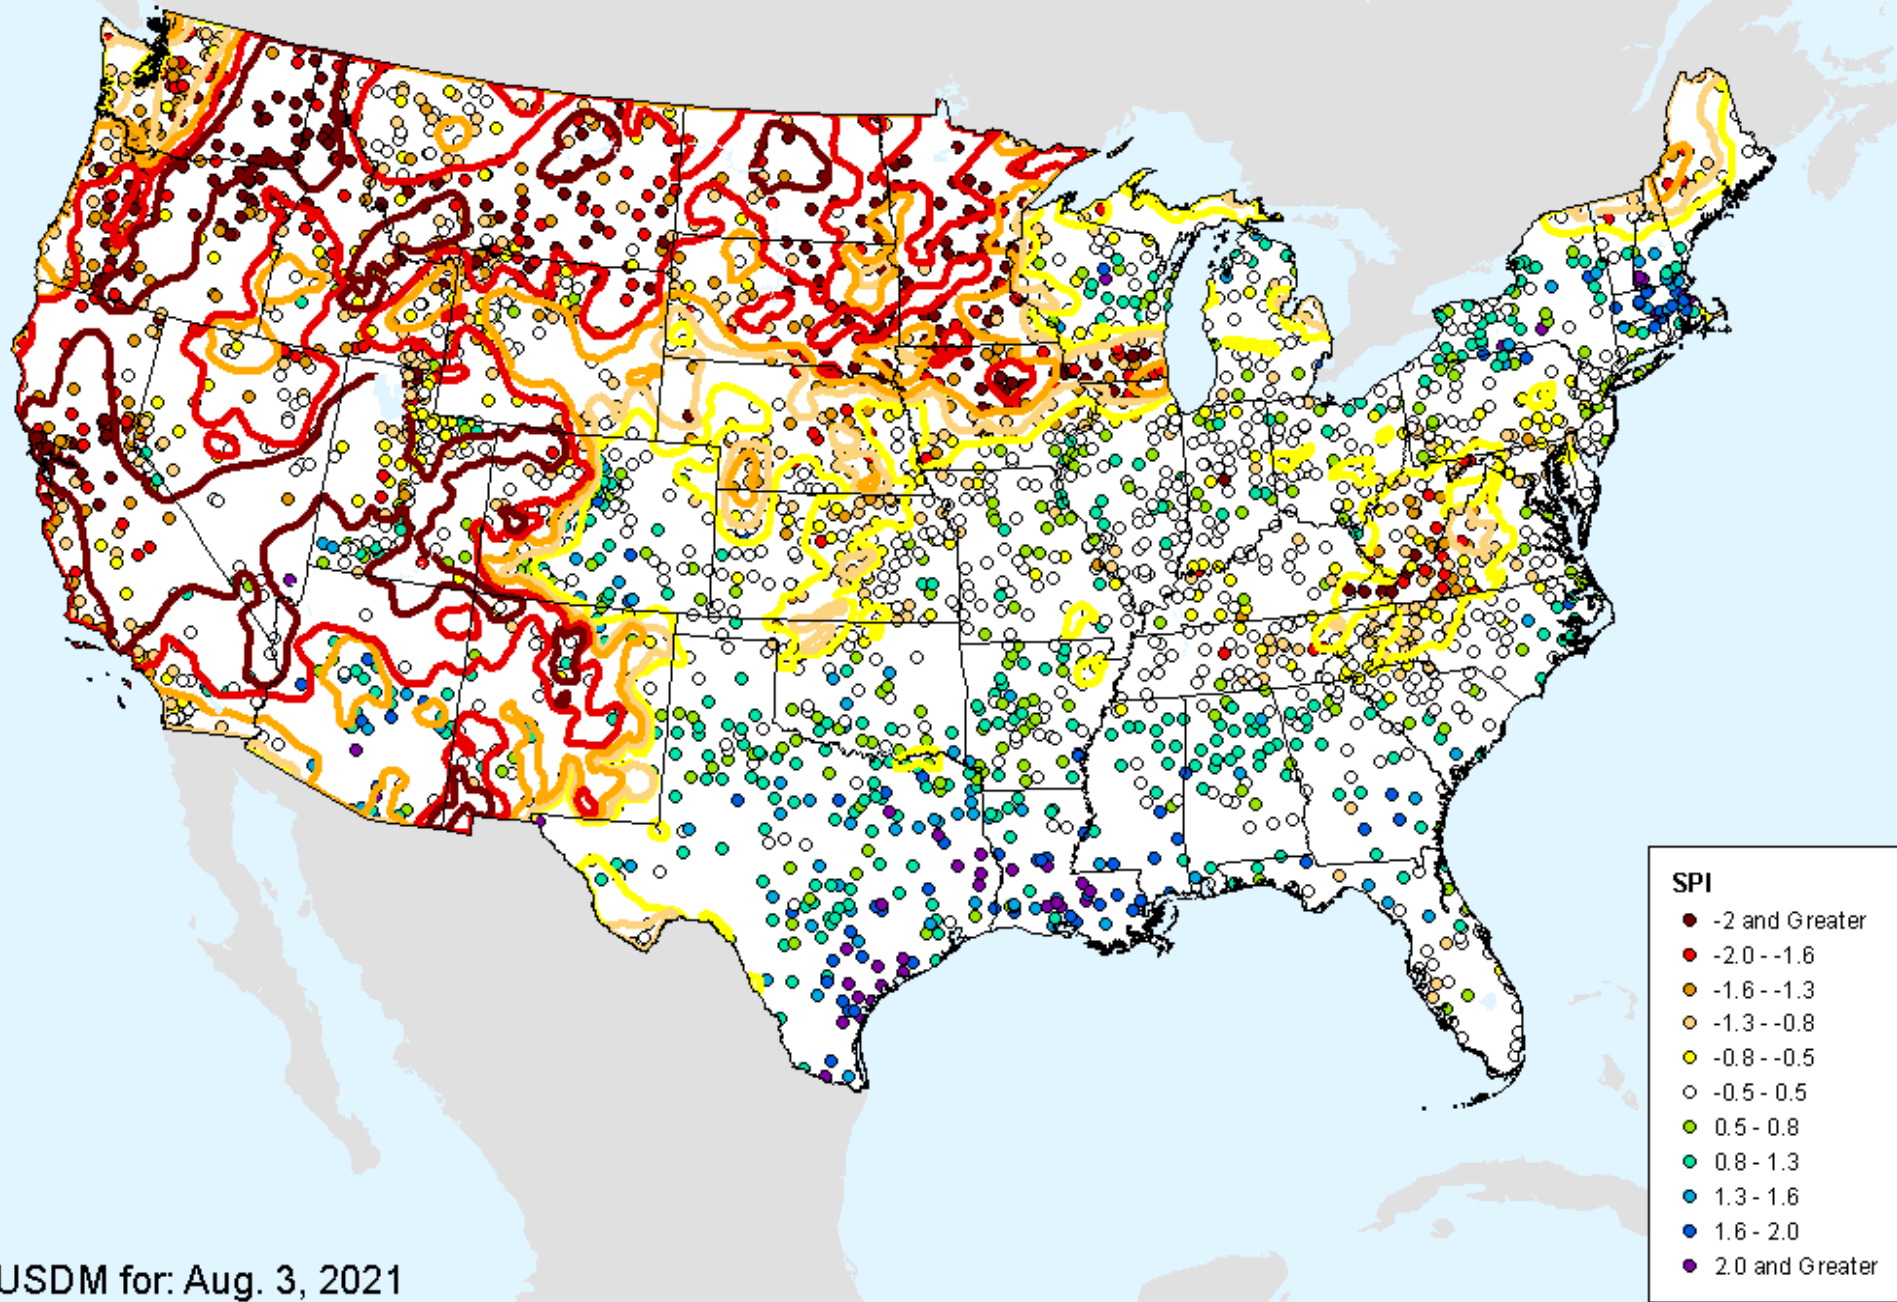 SPI
-2 and Greater
-2.0 - -1.6
-1.6 - -1.3
-1.3 - -0.8
-0.8 - -0.5
-0.5 - 0.5
0.5 - 0.8
0.8 - 1.3
1.3 - 1.6
1.6 - 2.0
2.0 and Greater
USDM for: Aug. 3, 2021